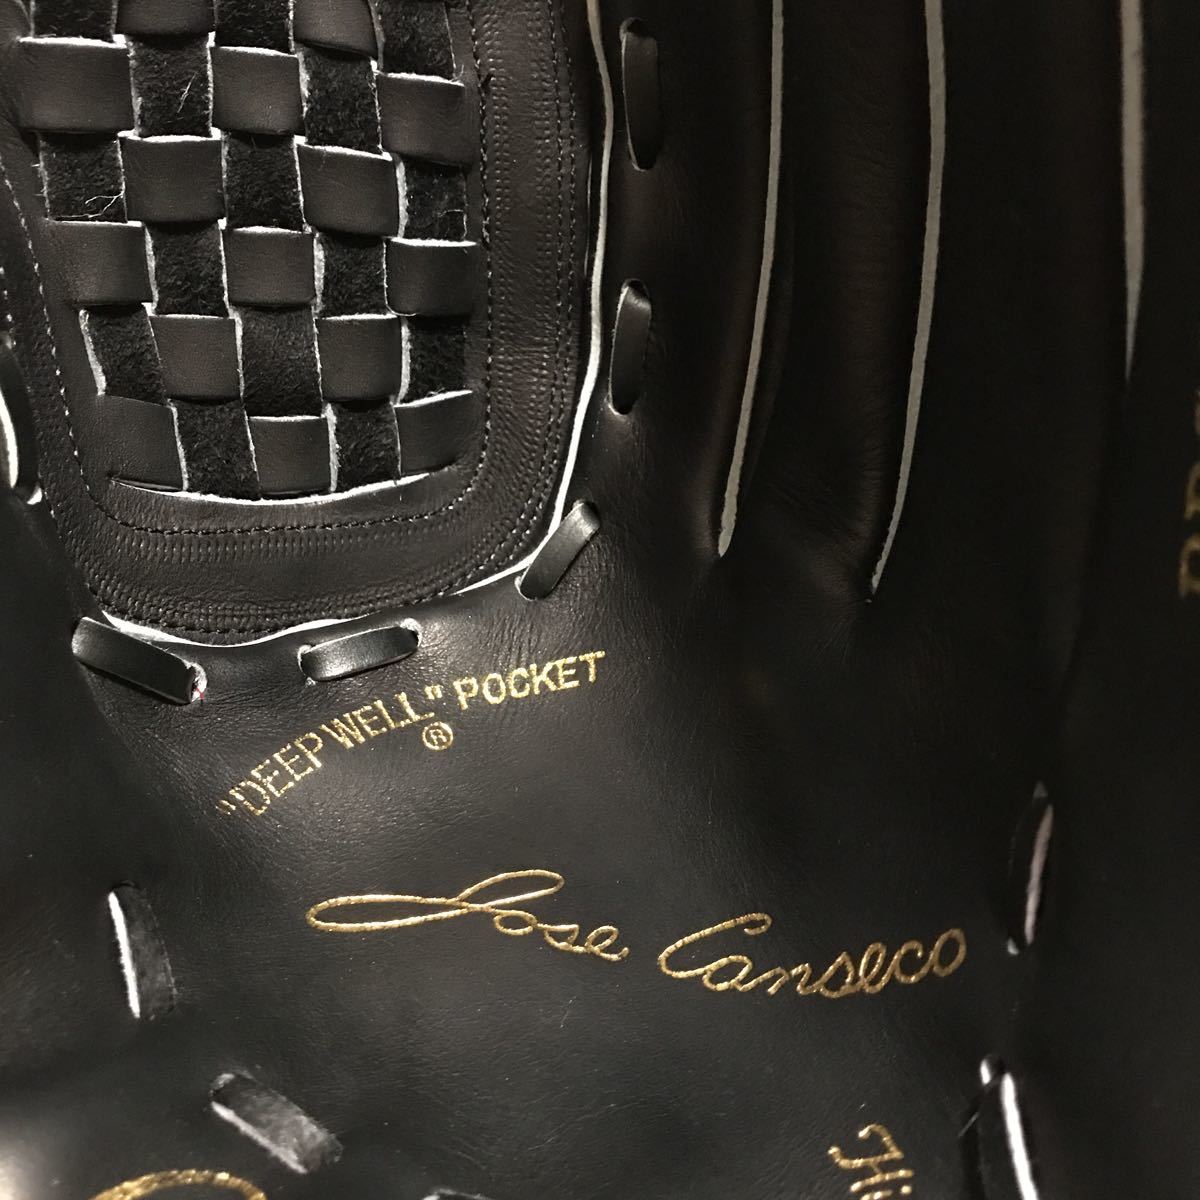 "DEEP WELL" POCKET
®
Jose Canseco